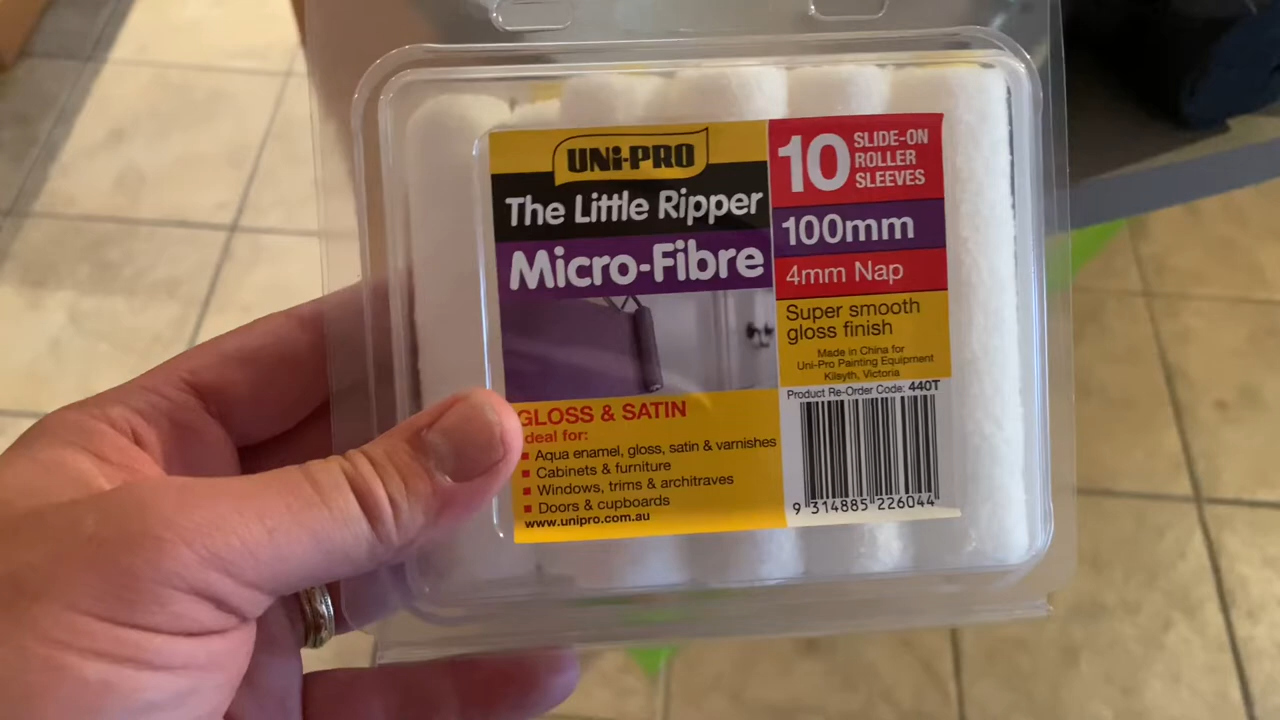 UNi-PRO
The Little Ripper
Micro-Fibre
10 SLIDE-ON
ROLLER
SLEEVES
100mm
4mm Nap
Super smooth
gloss finish
Made in China for
Uni-Pro Painting Equipment
Kilsyth, Victoria
Product Re-Order Code: 440T
9 314885 226044
GLOSS & SATIN
deal for:
Aqua enamel, gloss, satin & varnishes
Cabinets & furniture
Windows, trims & architraves
Doors & cupboards
www.unipro.com.au